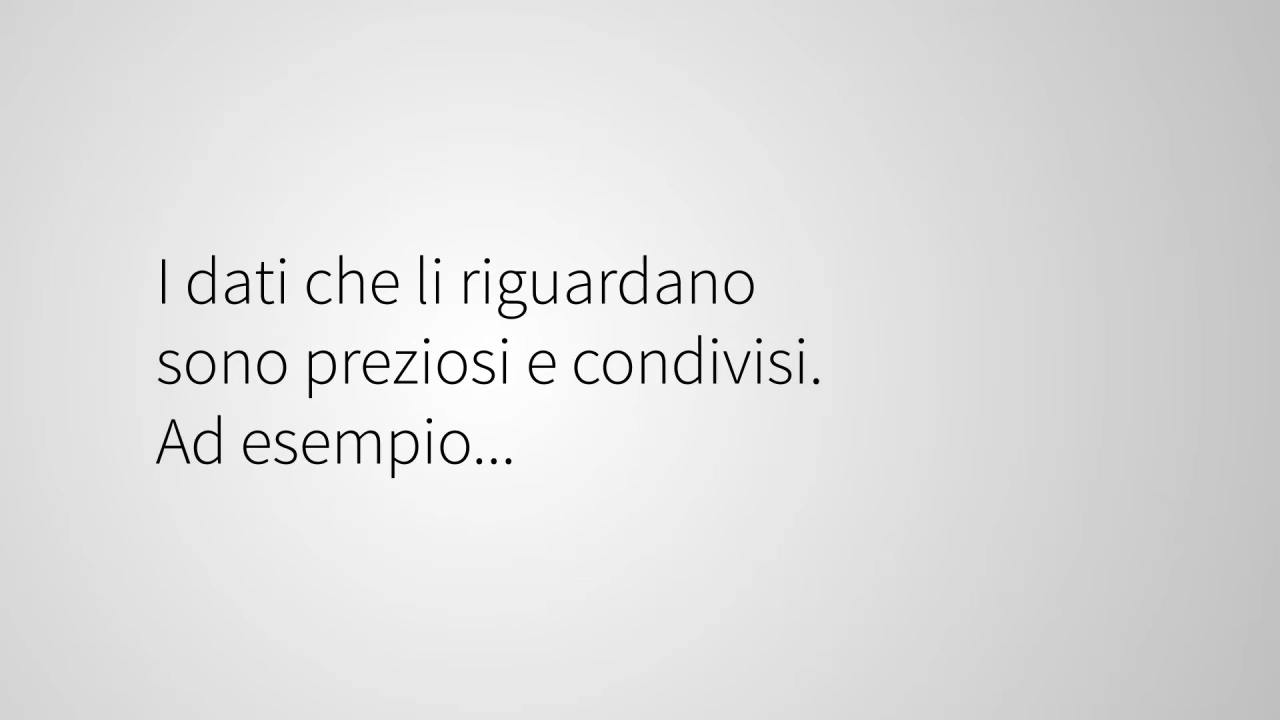 I dati che li riguardano
sono preziosi e condivisi.
Ad esempio...